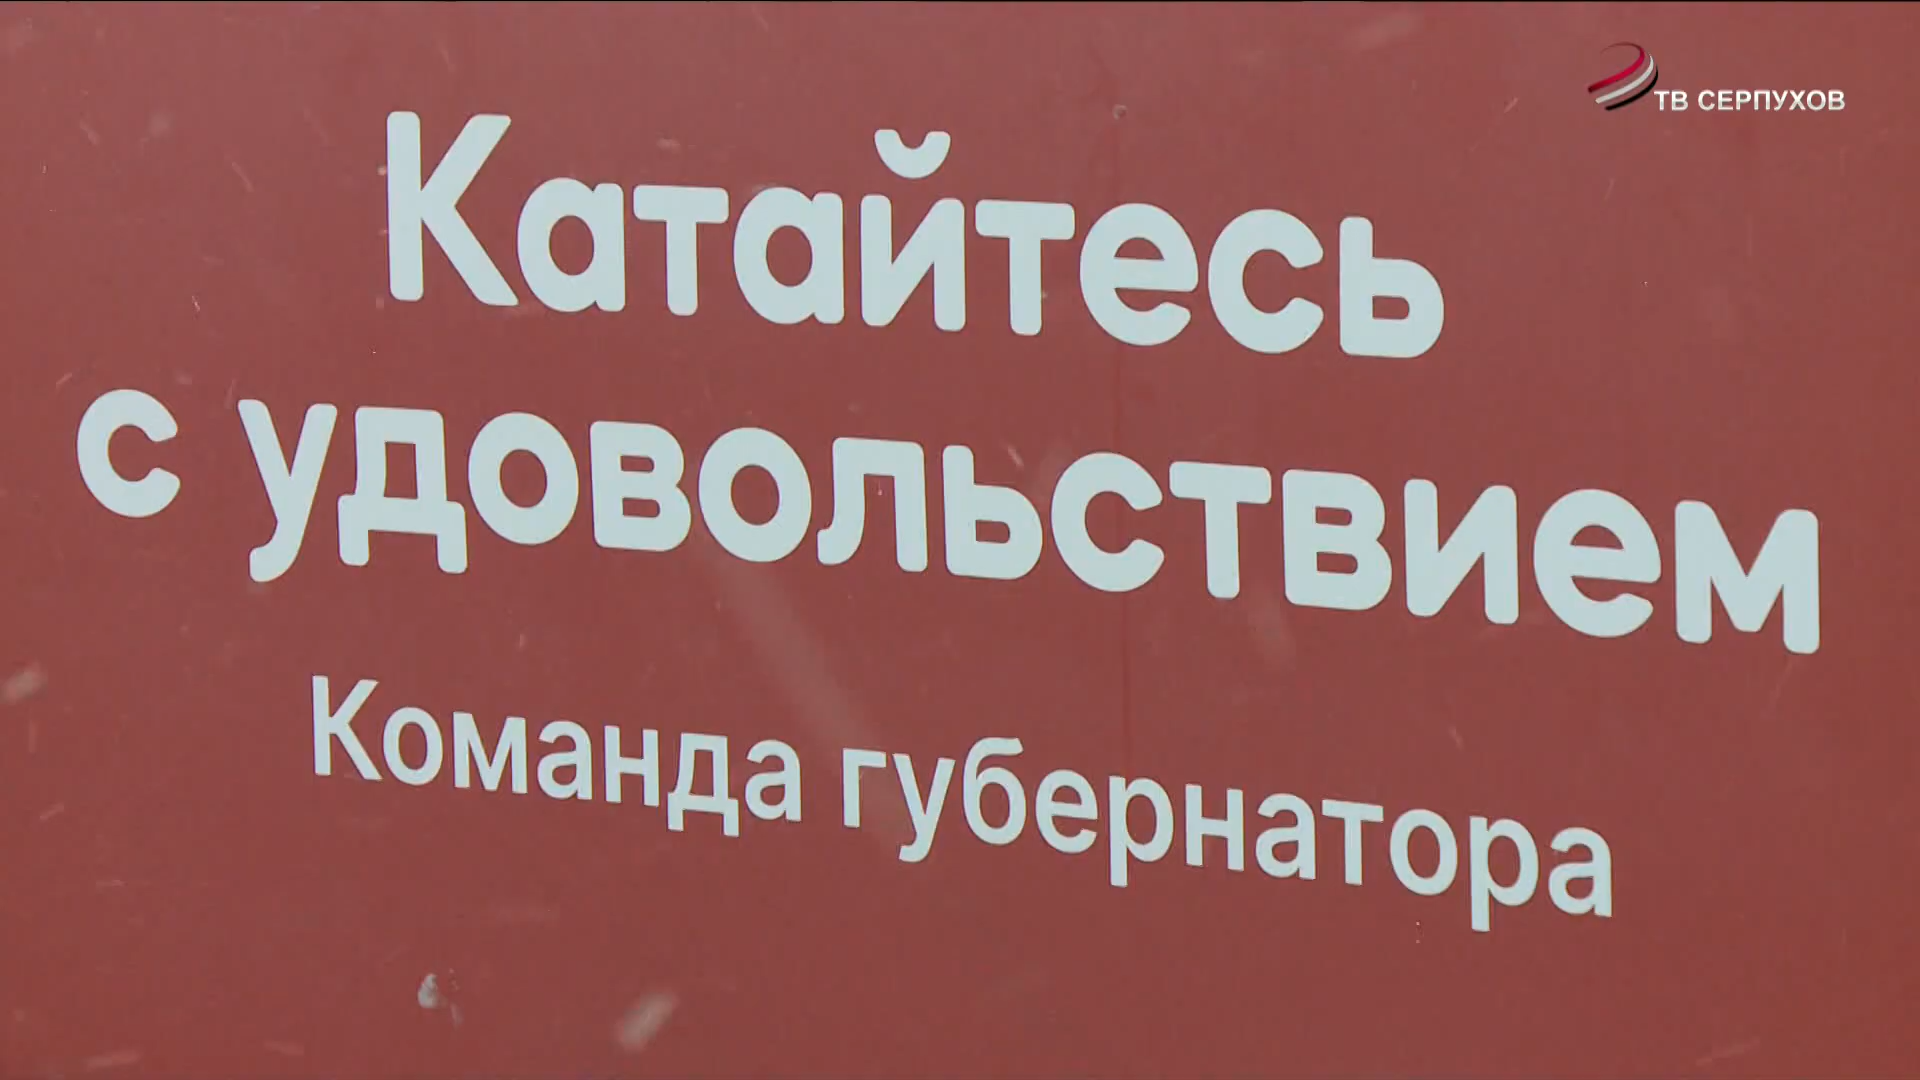 ТВ СЕРПУХОВ
Катайтесь
с удовольствием
Команда губернатора